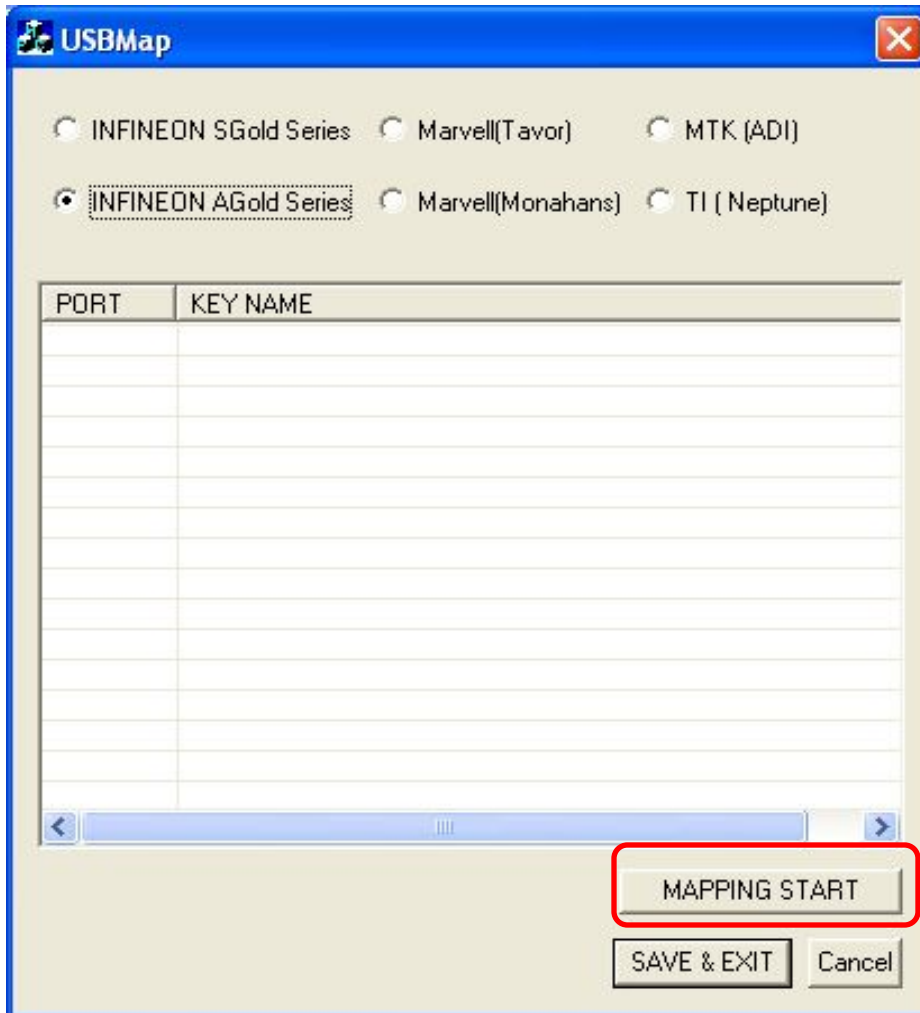 USBMap
INFINEON SGold Series Marvell(Tavor) MTK (ADI)
INFINEON AGold Series Marvell(Monahans) TI ( Neptune)
PORT KEY NAME
MAPPING START
SAVE & EXIT Cancel